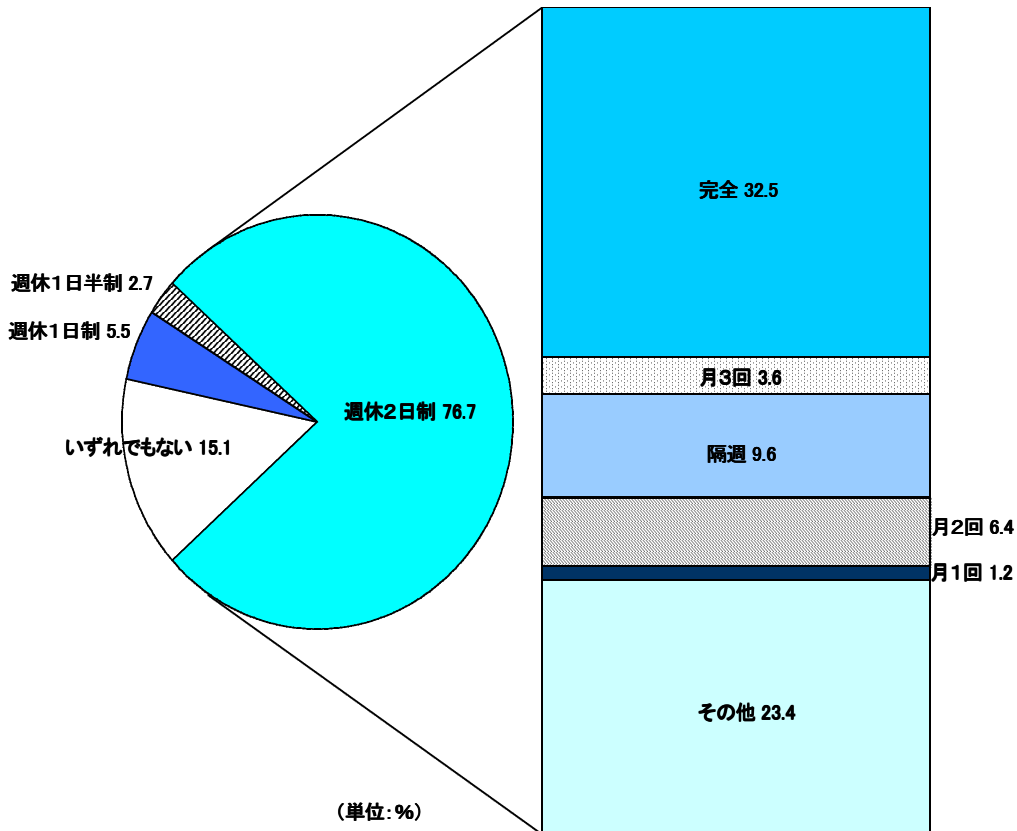 完全 32.5
週休1日半制 2.7
週休1日制 5.5
月3回 3.6
週休2日制 76.7
いずれでもない 15.1
隔週 9.6
月2回 6.4
月1回 1.2
その他 23.4
（単位：％）